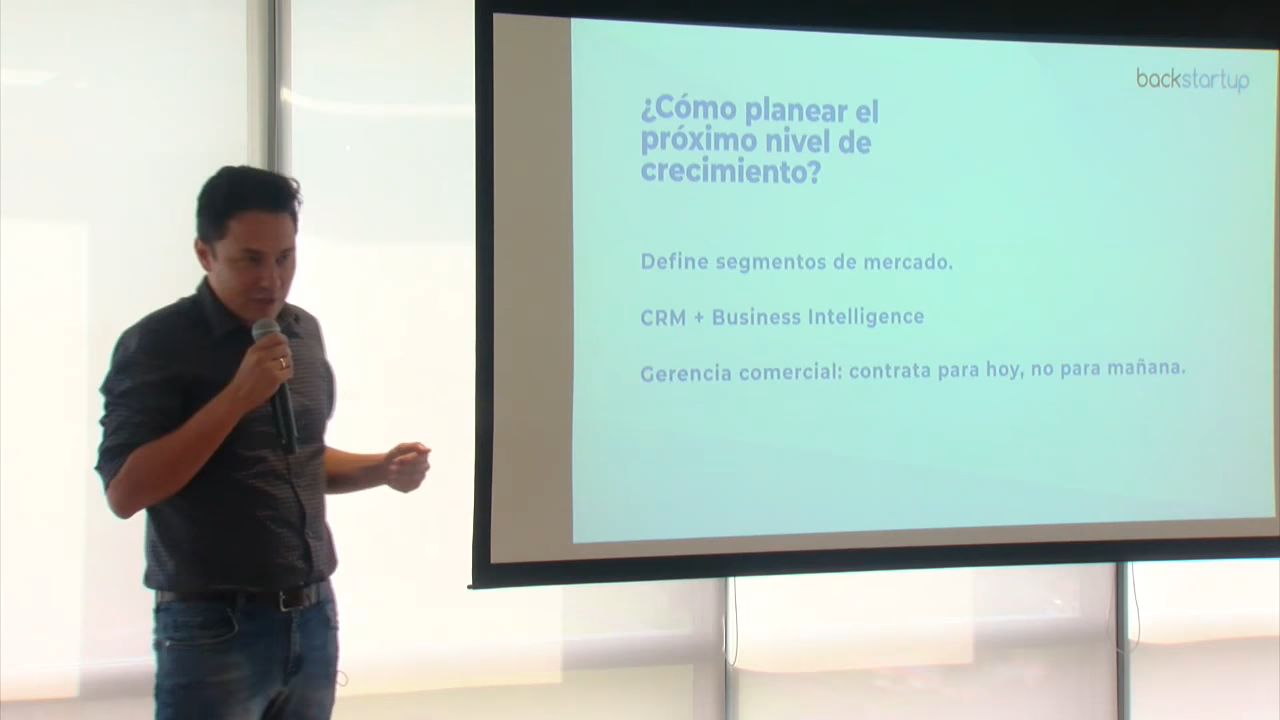 backstartup
¿Cómo planear el
próximo nivel de
crecimiento?
Define segmentos de mercado.
CRM + Business Intelligence
Gerencia comercial: contrata para hoy, no para mañana.